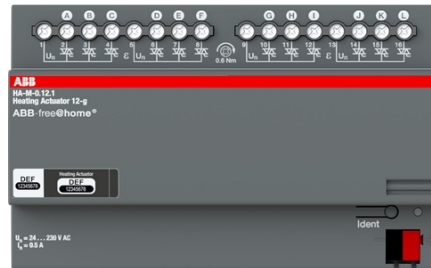 A B C D E F G H I J K L
1 2 3 4 5 6 7 8 9 10 11 12 13 14 15 16
Uₙ ε Uₙ ε
0.6 Nm
ABB
HA-M-0.12.1
Heating Actuator 12-g
ABB-free@home®
DEF
12345678
Heating Actuator
DEF
12345678
Ident
Uₙ = 24 ... 230 V AC
Iₙ = 0.5 A